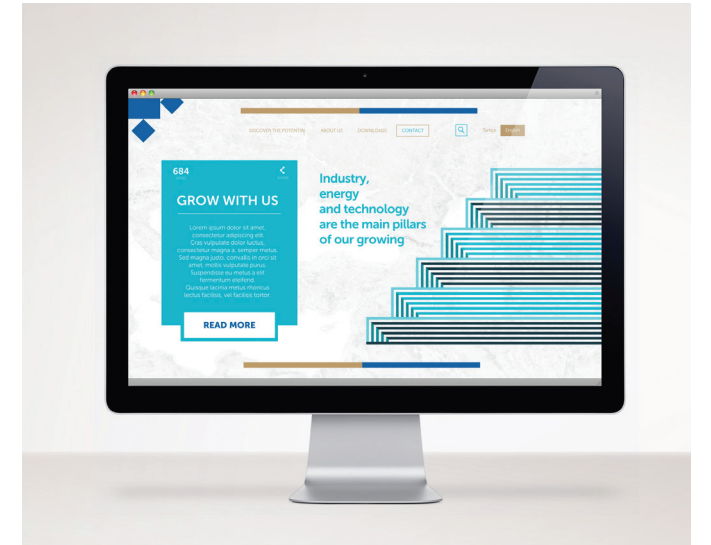 DISCOVER THE POTENTIAL
ABOUT US
DOWNLOADS
CONTACT
Türkçe
English
684
GROW WITH US
Lorem ipsum dolor sit amet,
consectetur adipiscing elit.
Cras vulputate dolor luctus,
consectetur magna a, semper metus.
Sed magna justo, convallis in orci sit
amet, mollis vulputate purus.
Suspendisse eu metus a elit
fermentum eleifend.
Quisque lacinia metus rhoncus
lectus facilisis, vel facilisis tortor
READ MORE
Industry,
energy
and technology
are the main pillars
of our growing